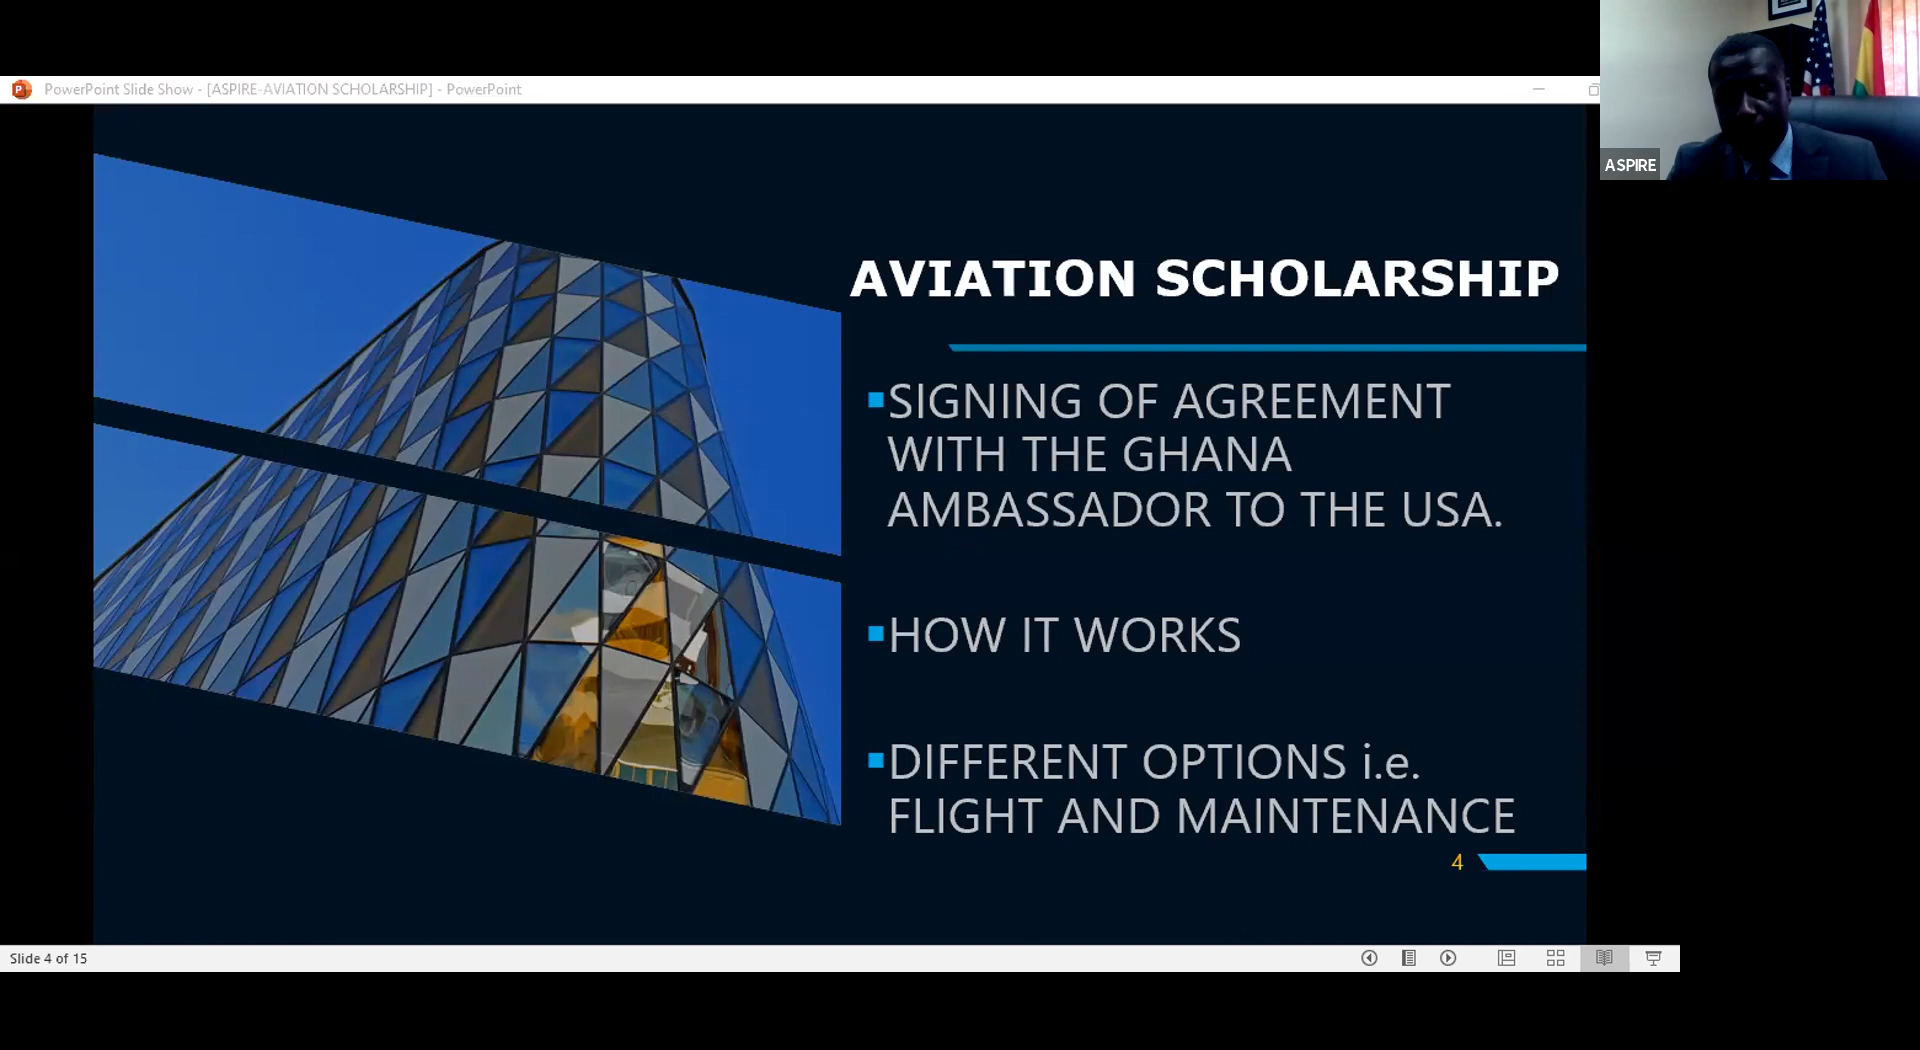 PowerPoint Slide Show - [ASPIRE-AVIATION SCHOLARSHIP] - PowerPoint
ASPIRE
AVIATION SCHOLARSHIP
▪SIGNING OF AGREEMENT
WITH THE GHANA
AMBASSADOR TO THE USA.
▪HOW IT WORKS
▪DIFFERENT OPTIONS i.e.
FLIGHT AND MAINTENANCE
4
Slide 4 of 15